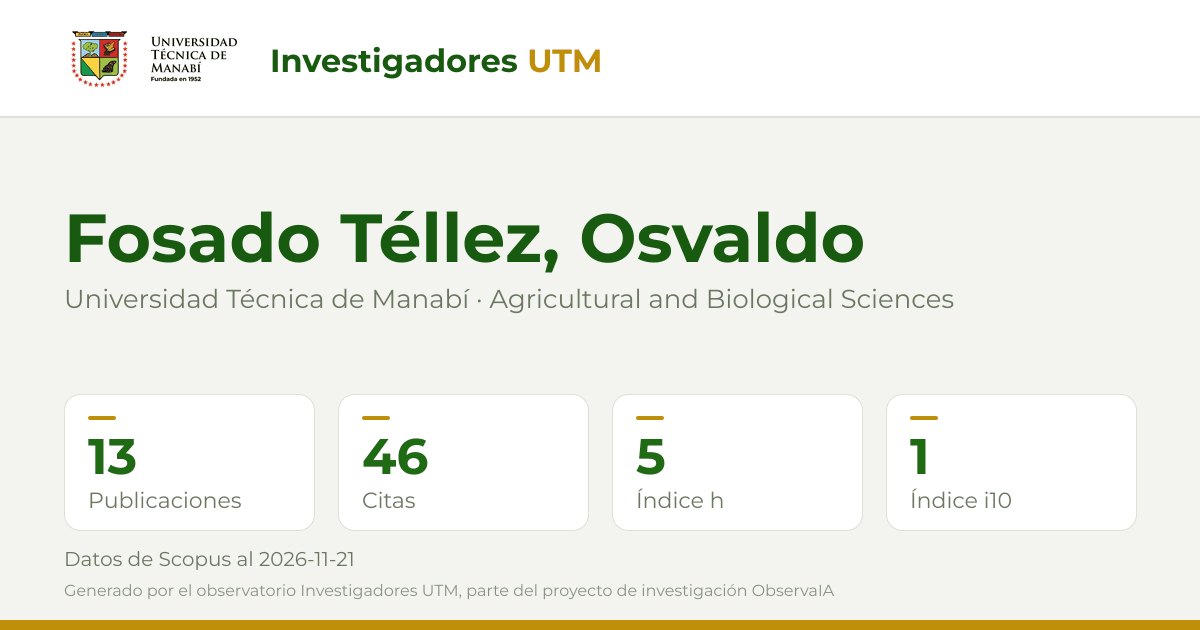 UNIVERSIDAD
TÉCNICA DE
MANABÍ
Fundada en 1952
Investigadores UTM
Fosado Téllez, Osvaldo
Universidad Técnica de Manabí · Agricultural and Biological Sciences
13
Publicaciones
46
Citas
5
Índice h
1
Índice i10
Datos de Scopus al 2026-11-21
Generado por el observatorio Investigadores UTM, parte del proyecto de investigación ObservaIA